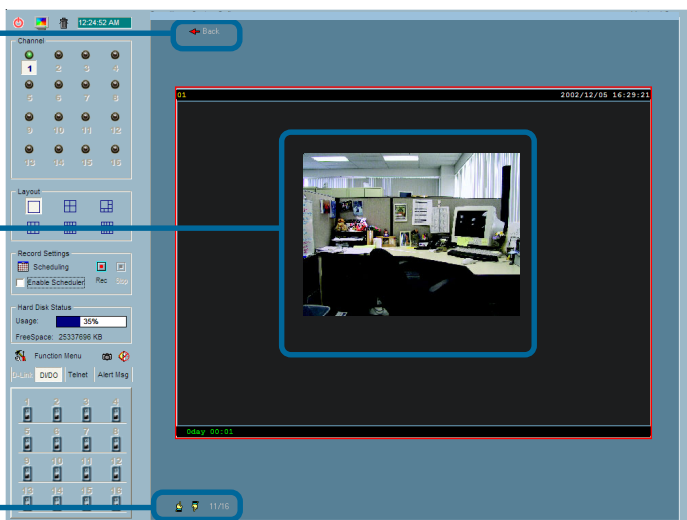 12:24:52 AM
Back
Channel
1 2 3 4
5 6 7 8
9 10 11 12
13 14 15 16
01 2002/12/05 16:29:21
Layout
Record Settings
Scheduling
Enable Scheduler Rec Stop
Hard Disk Status
Usage: 35%
FreeSpace: 25337696 KB
Function Menu
D-Link DI/DO Telnet Alert Msg
1 2 3 4
5 6 7 8
9 10 11 12
13 14 15 16
0day 00:01
11/16